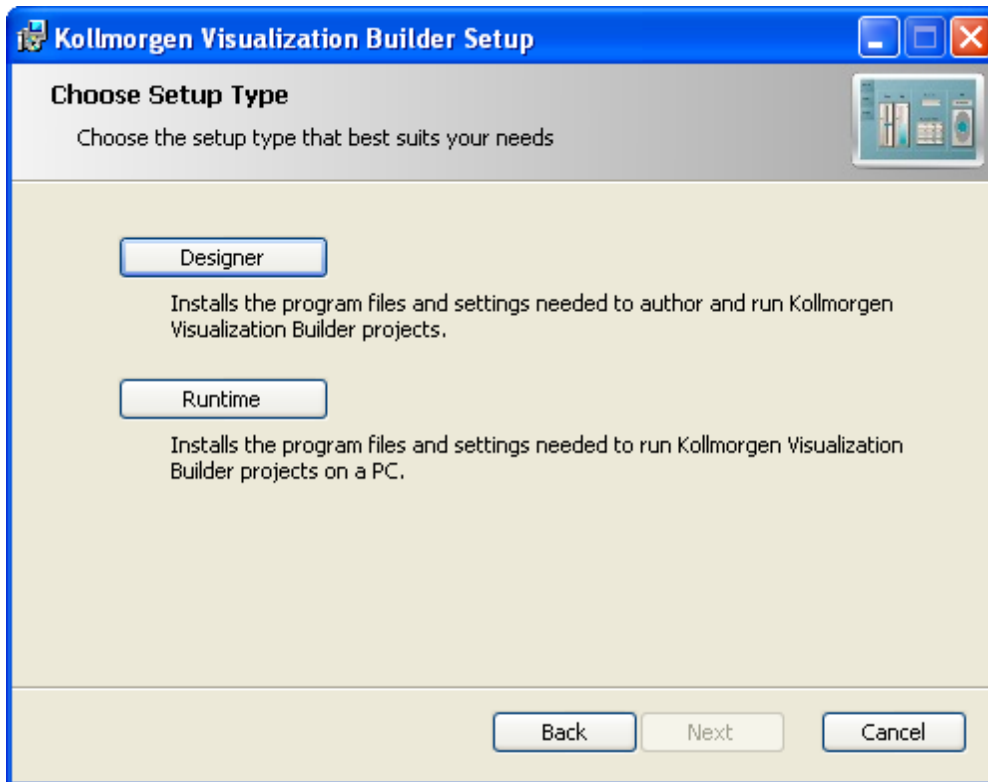 Kollmorgen Visualization Builder Setup
Choose Setup Type
Choose the setup type that best suits your needs
Designer
Installs the program files and settings needed to author and run Kollmorgen
Visualization Builder projects.
Runtime
Installs the program files and settings needed to run Kollmorgen Visualization
Builder projects on a PC.
Back Next Cancel